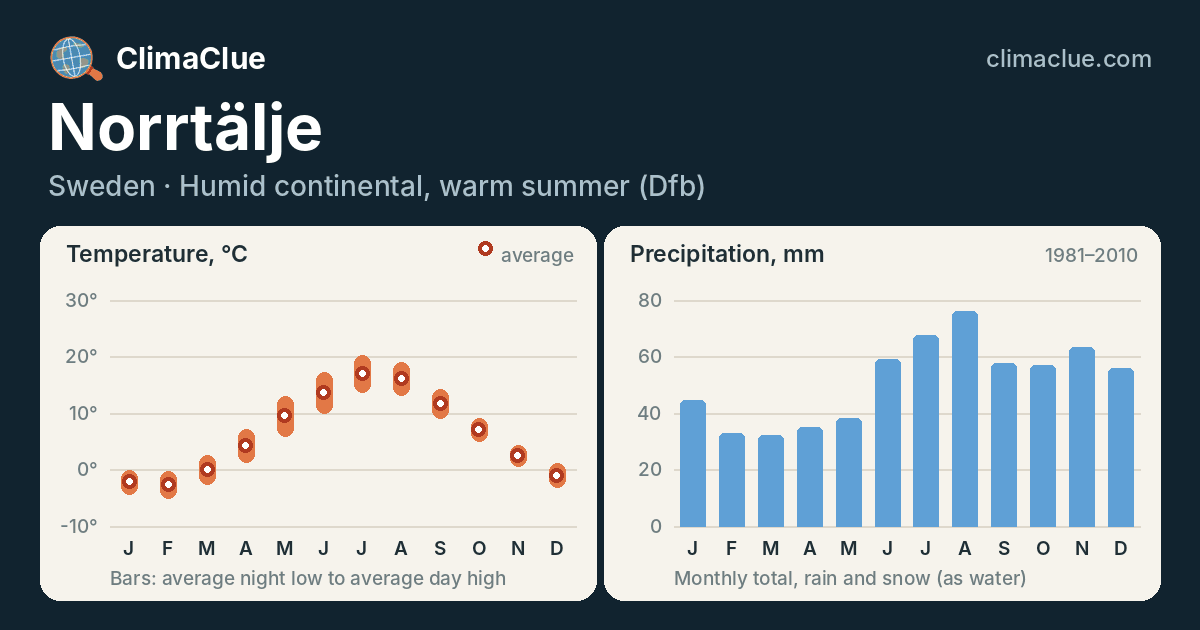 ClimaClue
climaclue.com
Norrtälje
Sweden · Humid continental, warm summer (Dfb)
Temperature, °C
average
30°
20°
10°
0°
-10°
J F M A M J J A S O N D
Bars: average night low to average day high
Precipitation, mm
1981–2010
80
60
40
20
0
J F M A M J J A S O N D
Monthly total, rain and snow (as water)